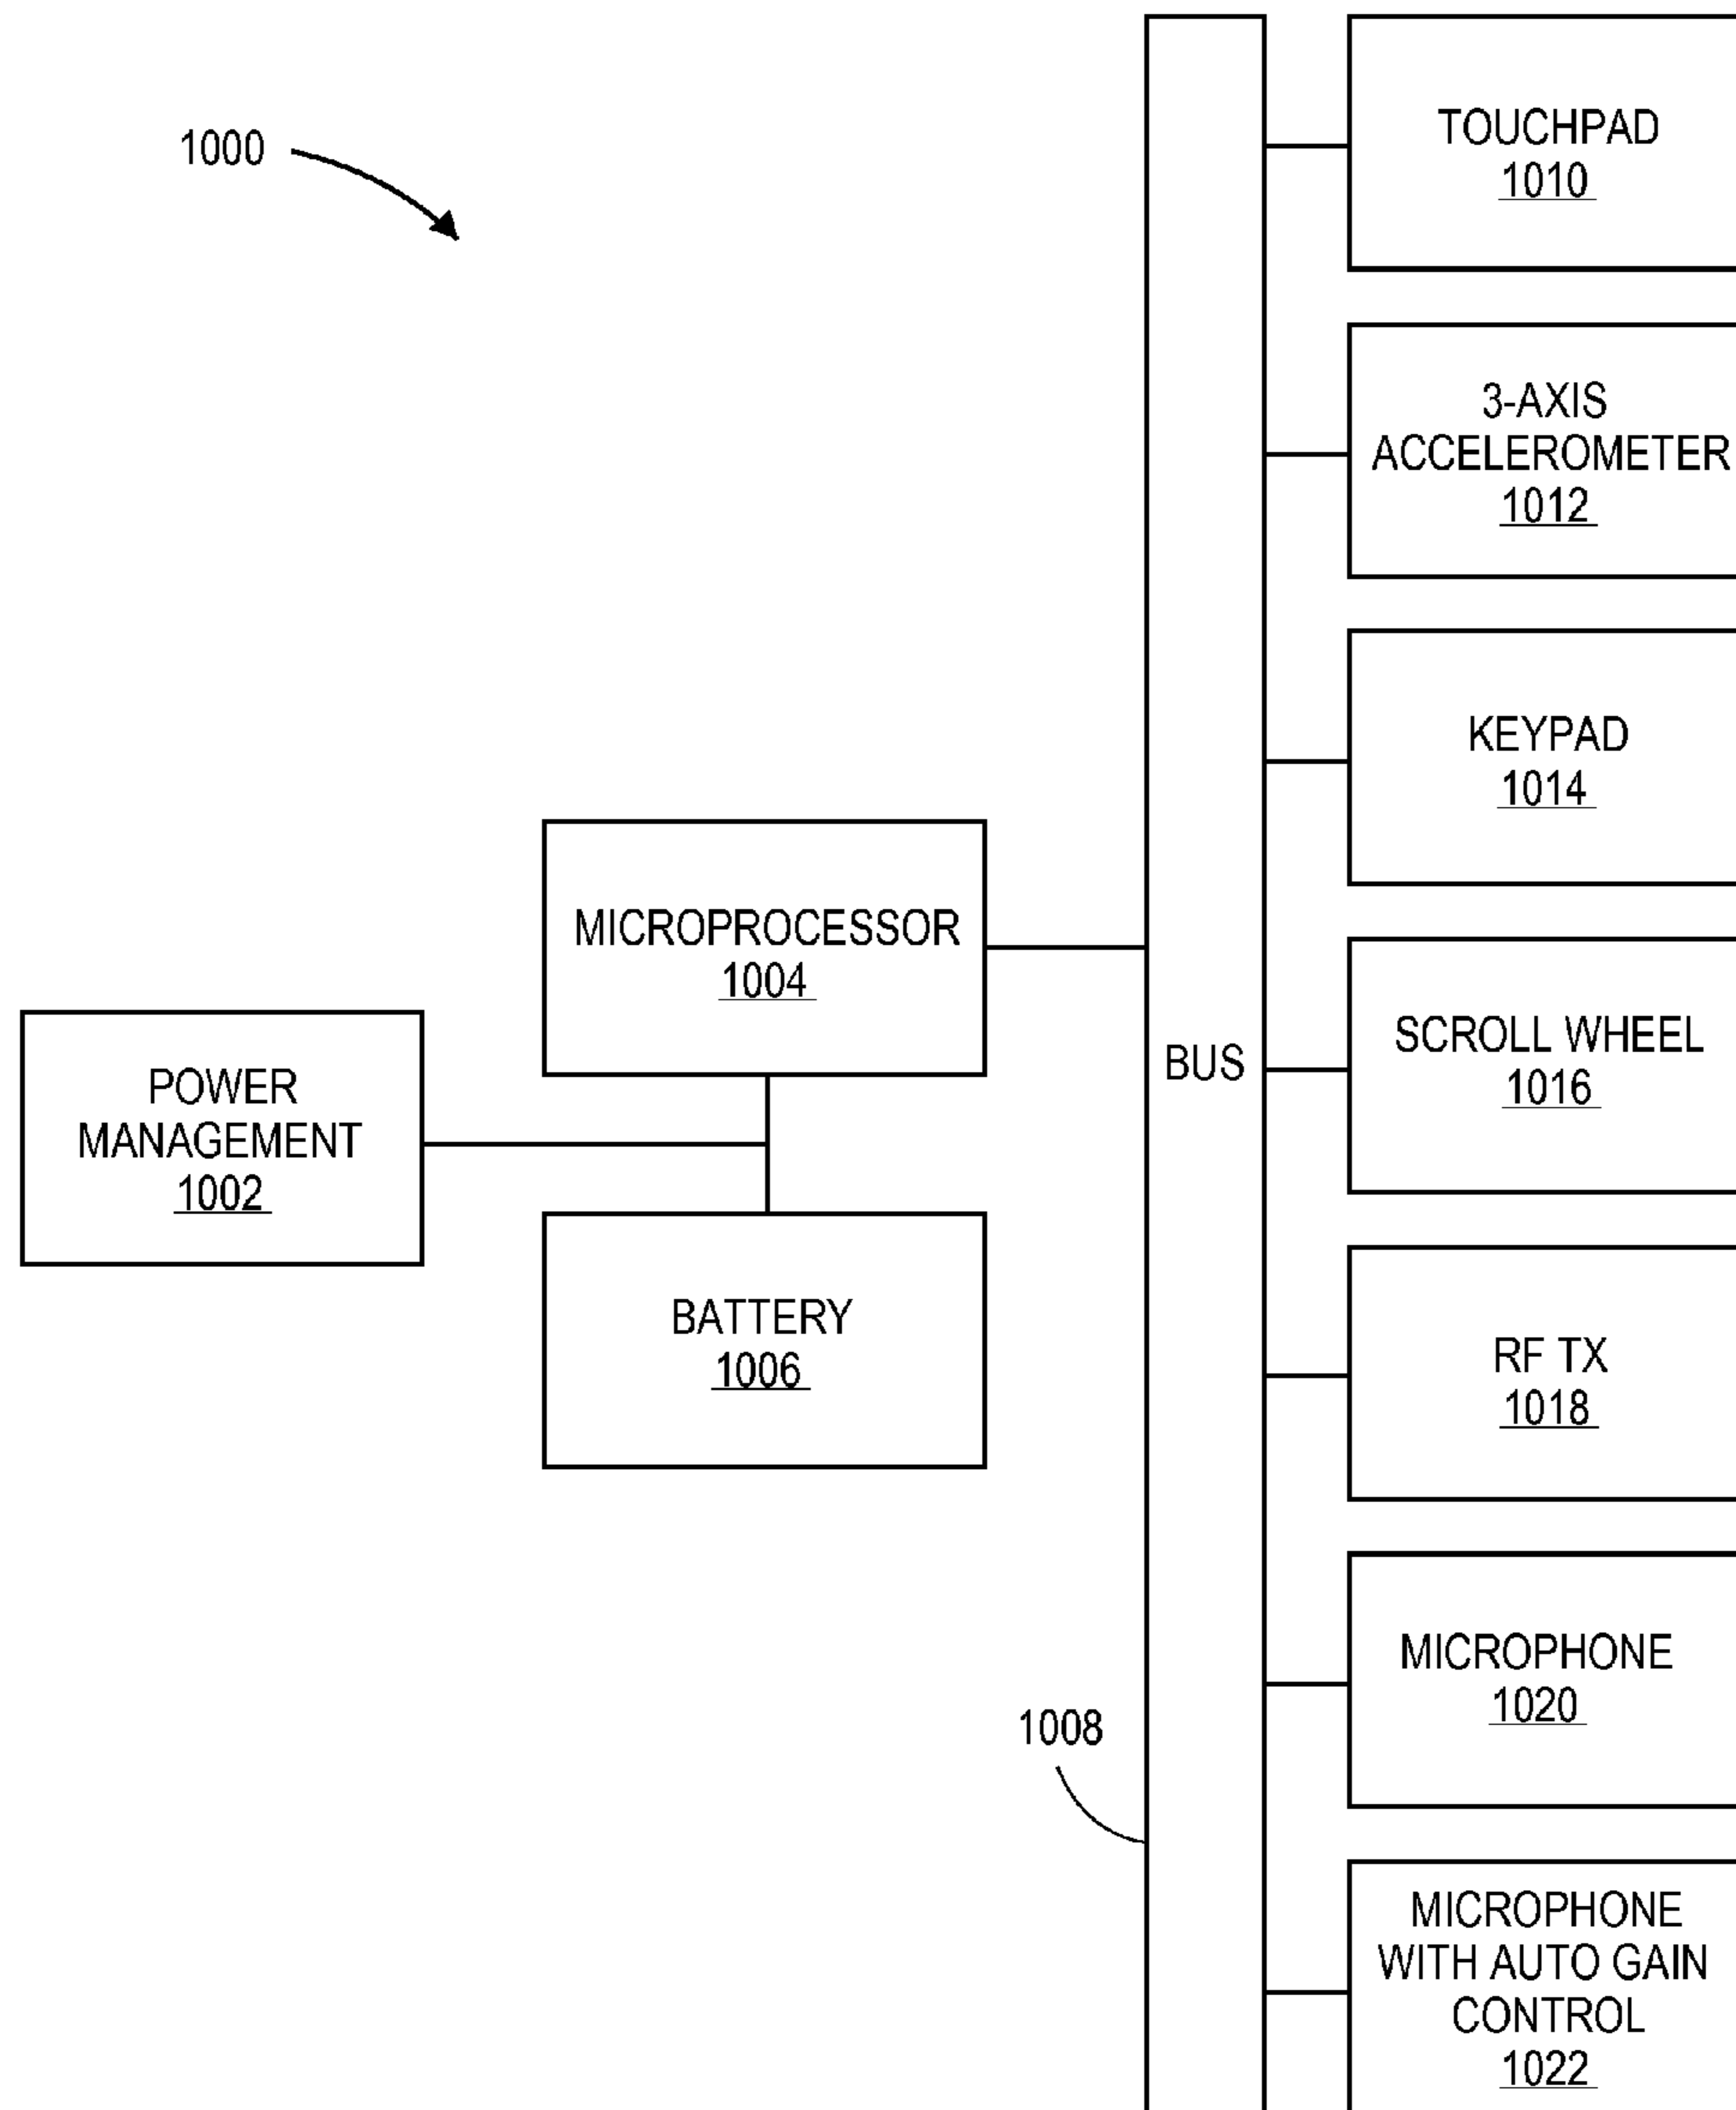 1000
TOUCHPAD
1010
3-AXIS
ACCELEROMETER
1012
KEYPAD
1014
MICROPROCESSOR
1004
BUS
SCROLL WHEEL
1016
POWER
MANAGEMENT
1002
BATTERY
1006
RF TX
1018
MICROPHONE
1020
1008
MICROPHONE
WITH AUTO GAIN
CONTROL
1022